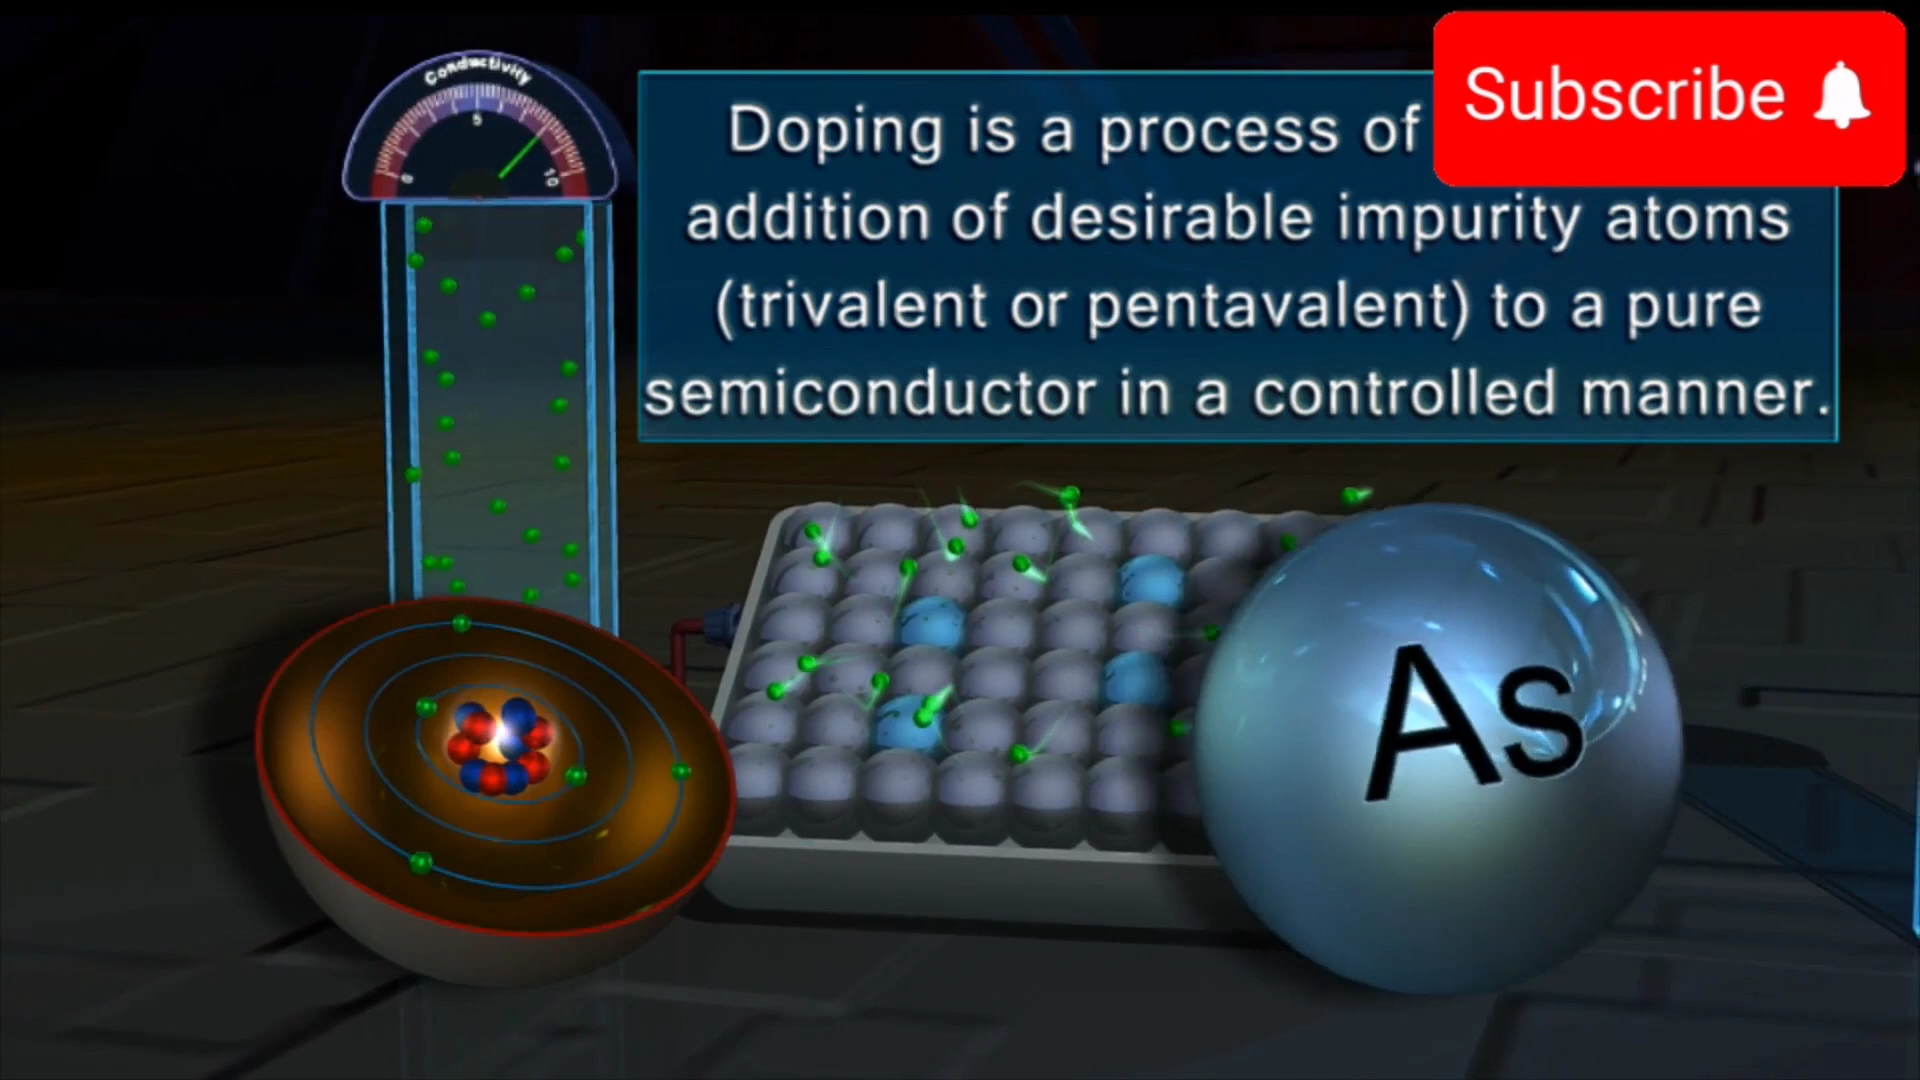 Conductivity
0
5
10
Subscribe
Doping is a process of
addition of desirable impurity atoms
(trivalent or pentavalent) to a pure
semiconductor in a controlled manner.
As